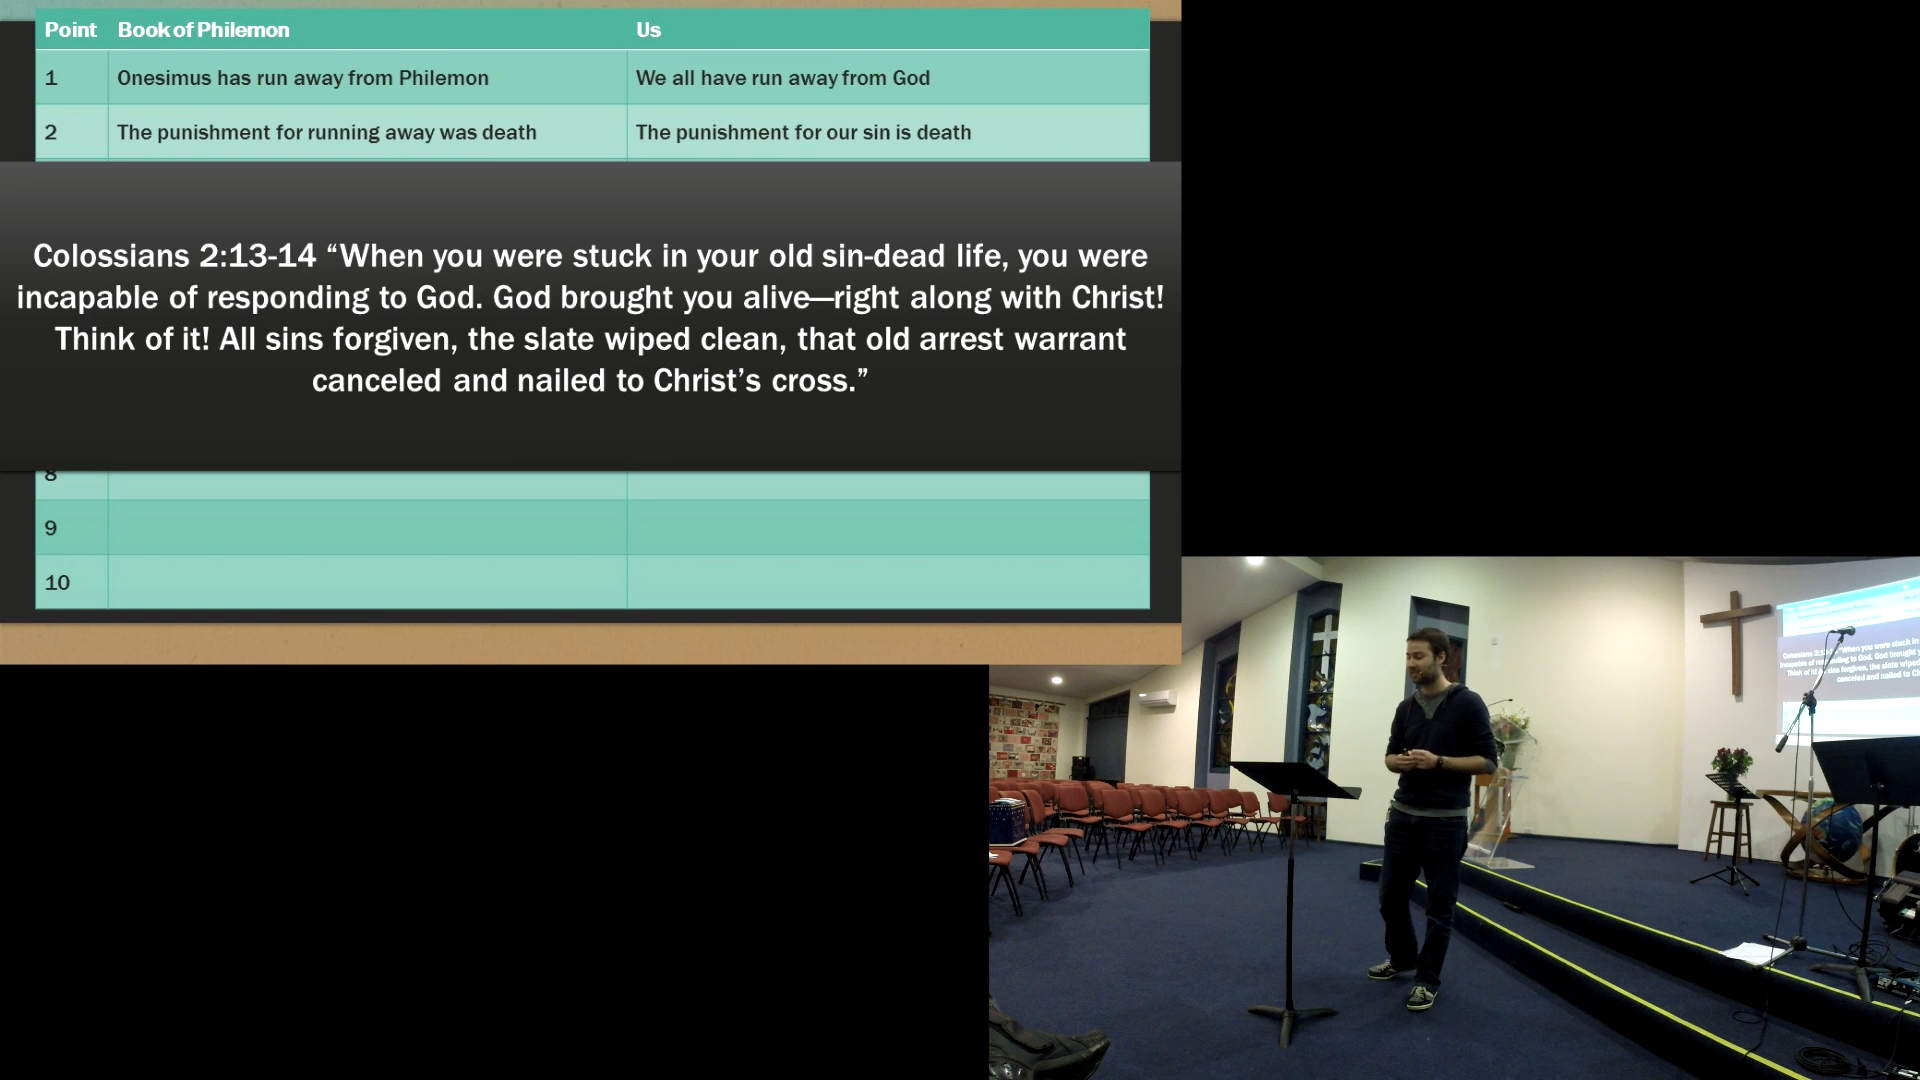 Point Book of Philemon Us
1 Onesimus has run away from Philemon We all have run away from God
2 The punishment for running away was death The punishment for our sin is death
Colossians 2:13-14 “When you were stuck in your old sin-dead life, you were
incapable of responding to God. God brought you alive—right along with Christ!
Think of it! All sins forgiven, the slate wiped clean, that old arrest warrant
canceled and nailed to Christ’s cross.”
8
9
10